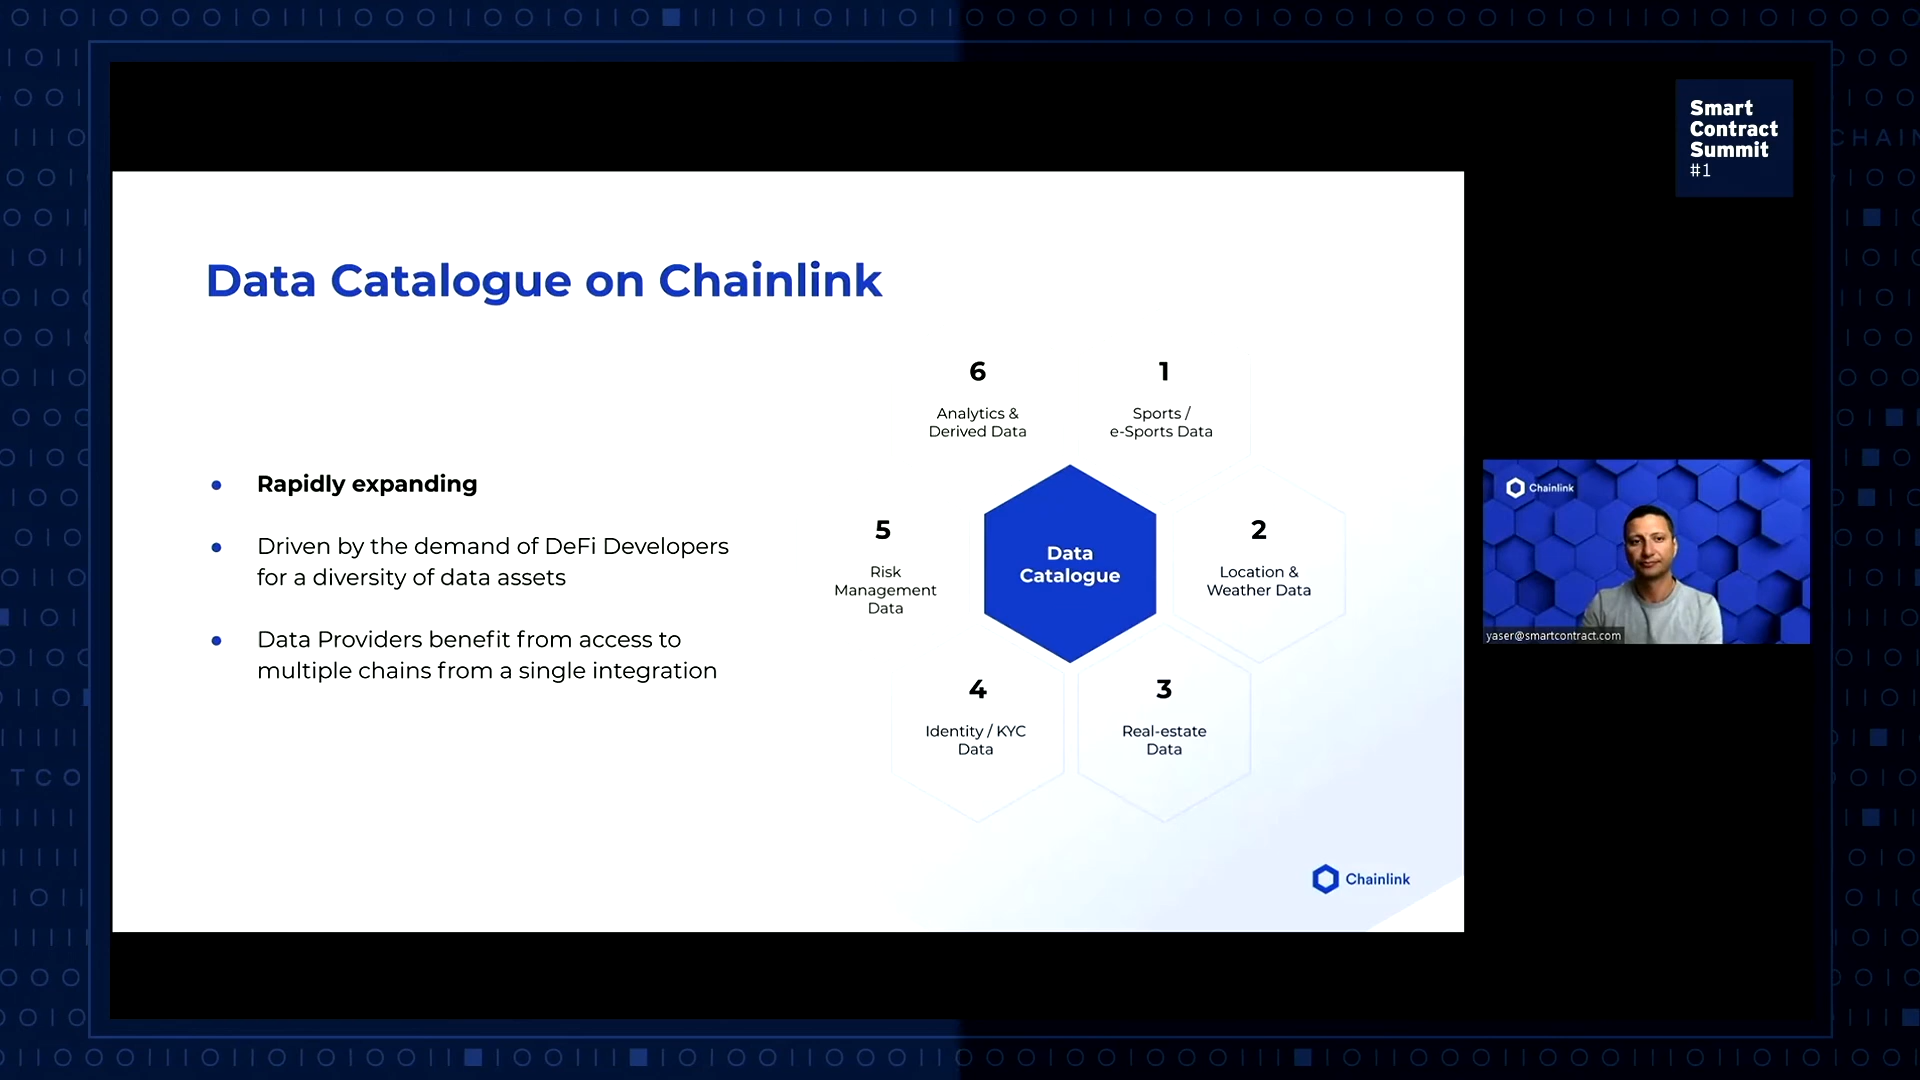 Smart
Contract
Summit
#1
CHAIN
Data Catalogue on Chainlink
6
Analytics &
Derived Data
1
Sports /
e-Sports Data
Rapidly expanding
Driven by the demand of DeFi Developers
for a diversity of data assets
Data Providers benefit from access to
multiple chains from a single integration
5
Risk
Management
Data
Data
Catalogue
2
Location &
Weather Data
4
Identity / KYC
Data
3
Real-estate
Data
Chainlink
Chainlink
yaser@smartcontract.com
TCO